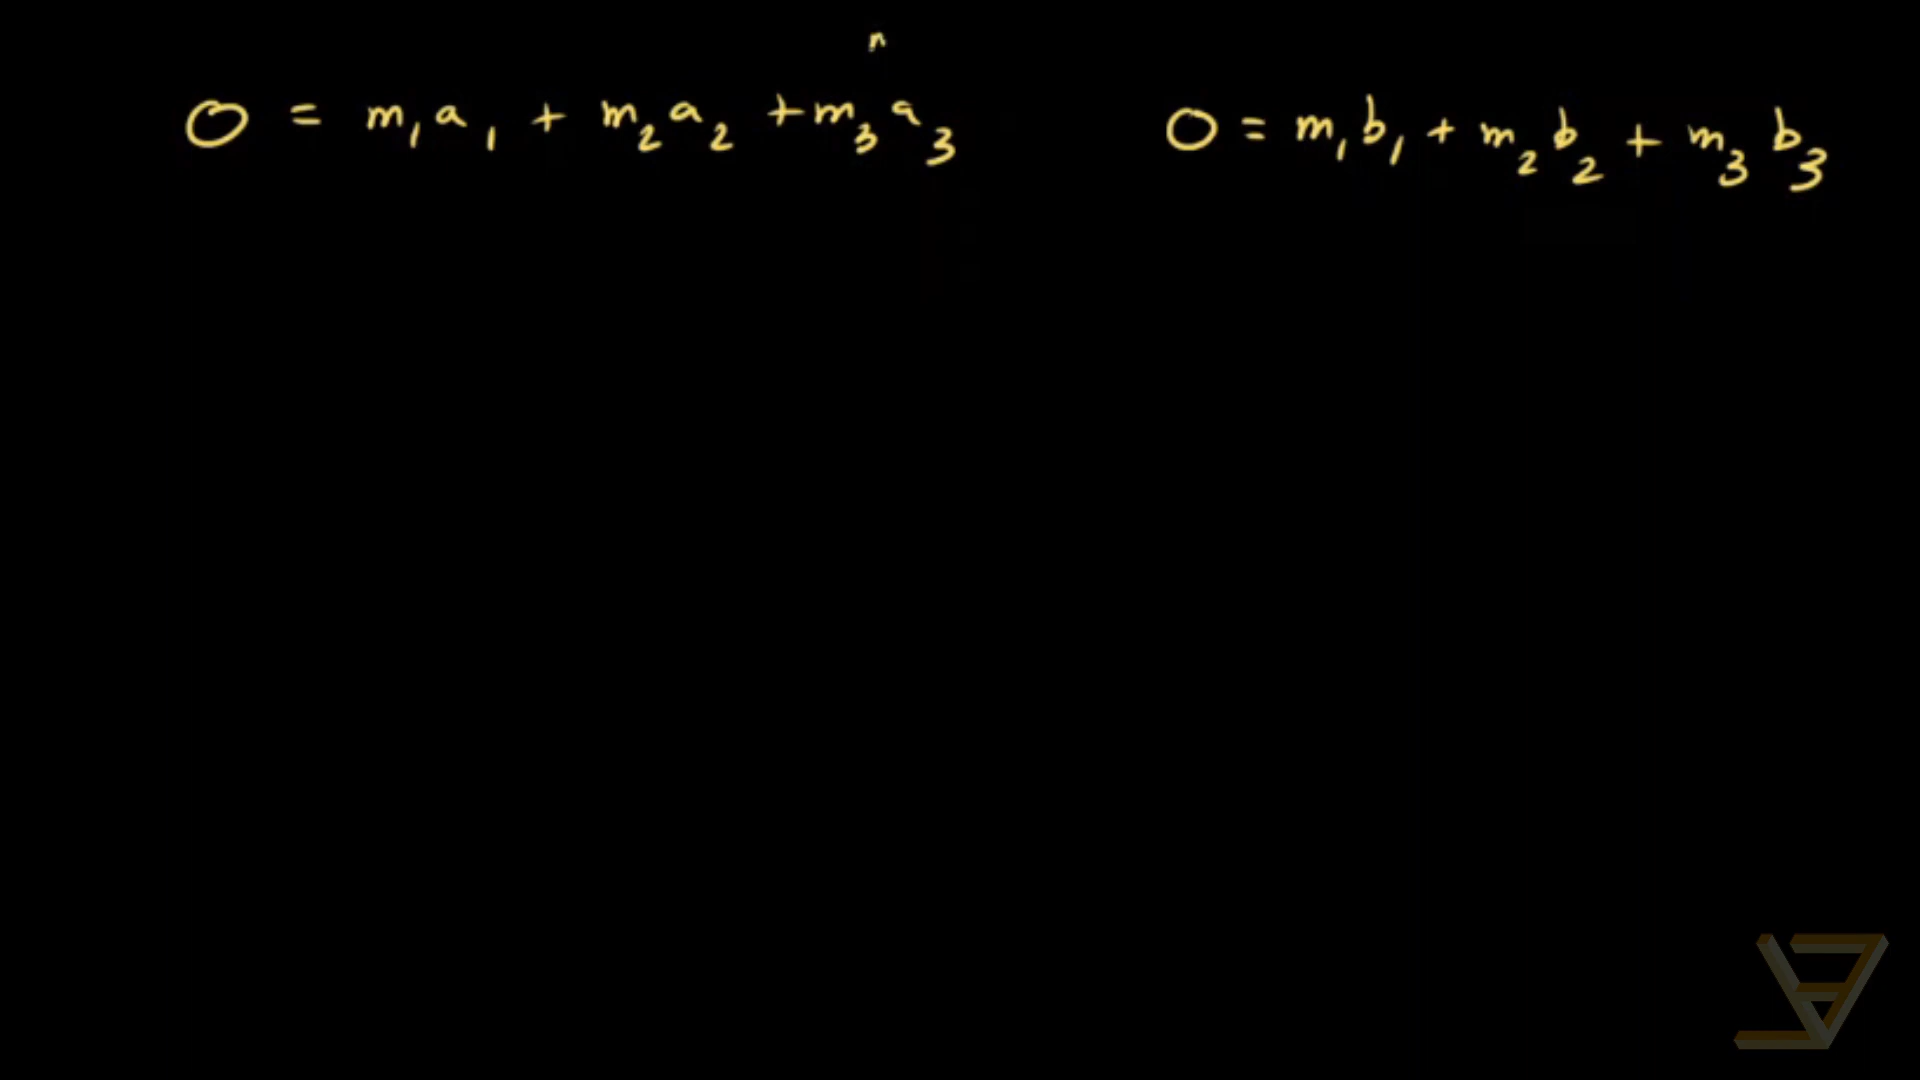 0 = m₁a₁ + m₂a₂ + m₃a₃
0 = m₁b₁ + m₂b₂ + m₃b₃